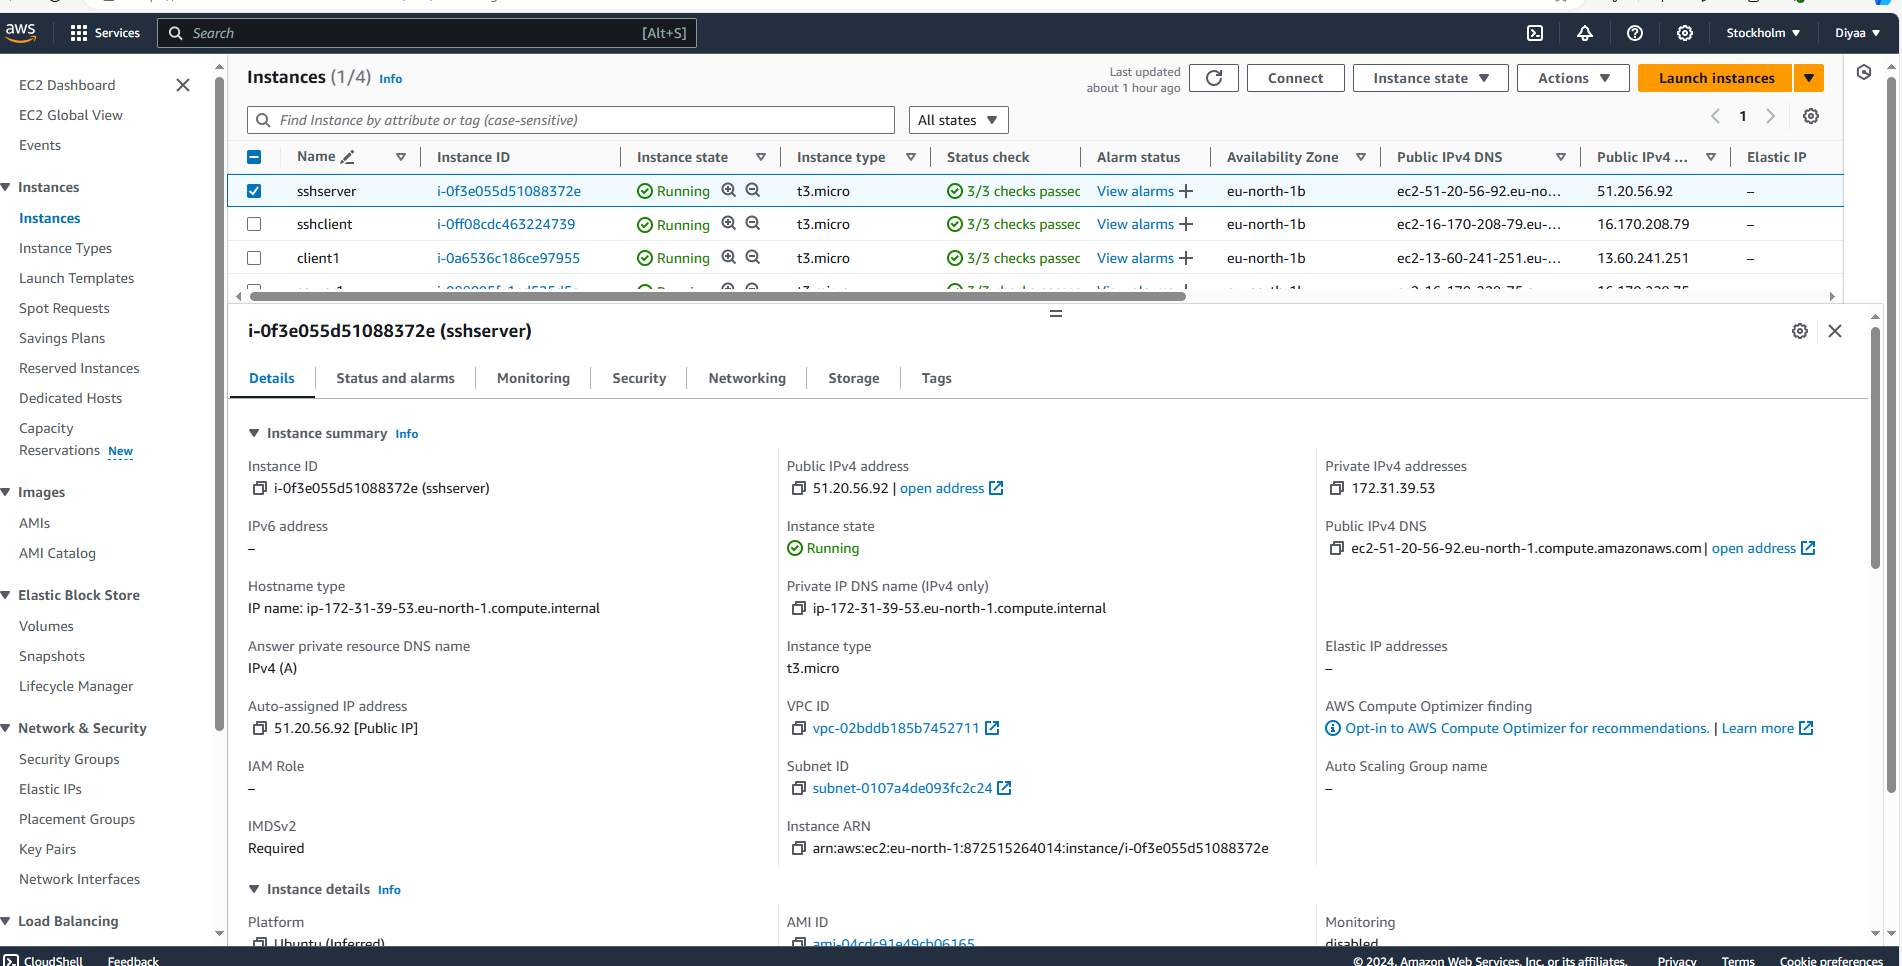 aws
Services
Search
[Alt+S]
Stockholm
Diyaa
EC2 Dashboard
EC2 Global View
Events
Instances
Instances
Instance Types
Launch Templates
Spot Requests
Savings Plans
Reserved Instances
Dedicated Hosts
Capacity
Reservations New
Images
AMIs
AMI Catalog
Elastic Block Store
Volumes
Snapshots
Lifecycle Manager
Network & Security
Security Groups
Elastic IPs
Placement Groups
Key Pairs
Network Interfaces
Load Balancing
Instances (1/4) Info
Last updated
about 1 hour ago
Connect
Instance state
Actions
Launch instances
Find Instance by attribute or tag (case-sensitive)
All states
1
Name Instance ID Instance state Instance type Status check Alarm status Availability Zone Public IPv4 DNS Public IPv4 ... Elastic IP
sshserver i-0f3e055d51088372e Running t3.micro 3/3 checks passec View alarms + eu-north-1b ec2-51-20-56-92.eu-no... 51.20.56.92 –
sshclient i-0ff08cdc463224739 Running t3.micro 3/3 checks passec View alarms + eu-north-1b ec2-16-170-208-79.eu-... 16.170.208.79 –
client1 i-0a6536c186ce97955 Running t3.micro 3/3 checks passec View alarms + eu-north-1b ec2-13-60-241-251.eu-... 13.60.241.251 –
i-0f3e055d51088372e (sshserver)
Details
Status and alarms
Monitoring
Security
Networking
Storage
Tags
Instance summary Info
Instance ID
i-0f3e055d51088372e (sshserver)
Public IPv4 address
51.20.56.92 | open address
Private IPv4 addresses
172.31.39.53
IPv6 address
–
Instance state
Running
Public IPv4 DNS
ec2-51-20-56-92.eu-north-1.compute.amazonaws.com | open address
Hostname type
IP name: ip-172-31-39-53.eu-north-1.compute.internal
Private IP DNS name (IPv4 only)
ip-172-31-39-53.eu-north-1.compute.internal
Answer private resource DNS name
IPv4 (A)
Instance type
t3.micro
Elastic IP addresses
–
Auto-assigned IP address
51.20.56.92 [Public IP]
VPC ID
vpc-02bddb185b7452711
AWS Compute Optimizer finding
Opt-in to AWS Compute Optimizer for recommendations. | Learn more
IAM Role
–
Subnet ID
subnet-0107a4de093fc2c24
Auto Scaling Group name
–
IMDSv2
Required
Instance ARN
arn:aws:ec2:eu-north-1:872515264014:instance/i-0f3e055d51088372e
Instance details Info
Platform
Ubuntu (Inferred)
AMI ID
ami-04cdc91e49cb06165
Monitoring
disabled
CloudShell
Feedback
© 2024, Amazon Web Services, Inc. or its affiliates.
Privacy
Terms
Cookie preferences